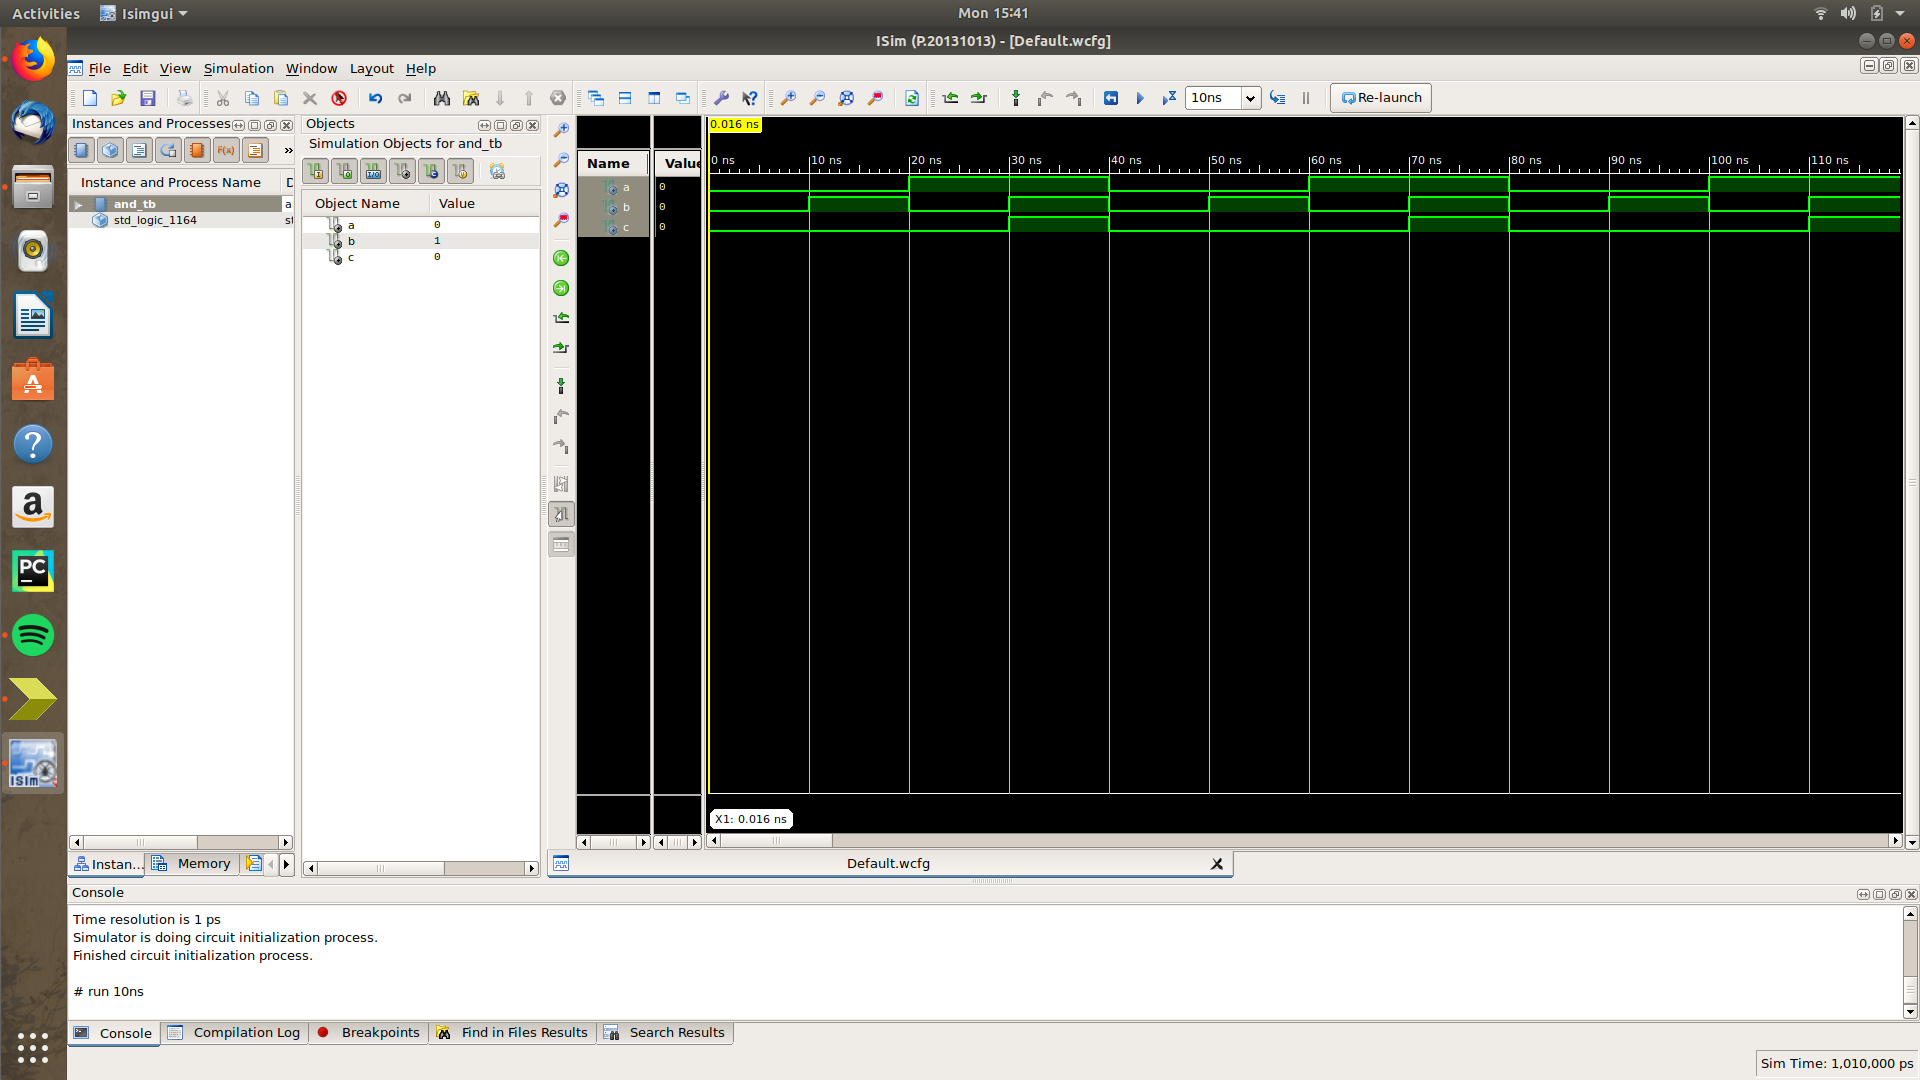 Activities Isimgui Mon 15:41
ISim (P.20131013) - [Default.wcfg]
File Edit View Simulation Window Layout Help
10ns Re-launch
Instances and Processes
Instance and Process Name D
and_tb a
std_logic_1164 st
Instan... Memory
Objects
Simulation Objects for and_tb
Object Name Value
a 0
b 1
c 0
Name Value
a 0
b 0
c 0
0.016 ns
0 ns 10 ns 20 ns 30 ns 40 ns 50 ns 60 ns 70 ns 80 ns 90 ns 100 ns 110 ns
X1: 0.016 ns
Default.wcfg
Console
Time resolution is 1 ps
Simulator is doing circuit initialization process.
Finished circuit initialization process.
# run 10ns
Console Compilation Log Breakpoints Find in Files Results Search Results
Sim Time: 1,010,000 ps
PC
ISim